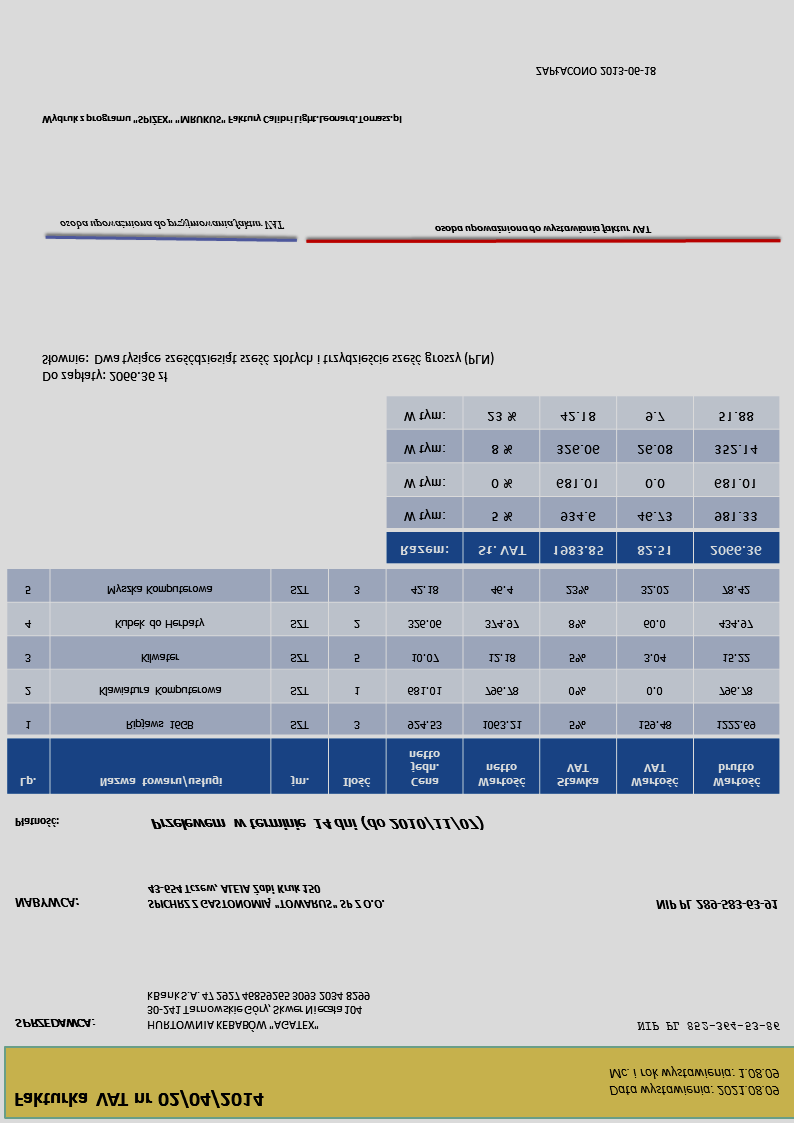 Fakturka VAT nr 02/04/2014
Data wystawienia: 2021.08.09
Mc. i rok wystawienia: 1.08.09
SPRZEDAWCA:
HURTOWNIA KEBABÓW "AGATEX"
NIP PL 852-364-53-86
30-241 Tarnowskie Góry, Skwer Niecała 104
kBank S.A. 47 2927 46859265 3093 2034 8299
NABYWCA:
SPICHRZ Z GASTONOMIĄ "TOWARUS" SP Z O.O.
NIP PL 289-583-63-91
43-654 Tczew, ALEJA Żabi Kruk 150
Płatność:
Przelewem w terminie 14 dni (do 2010/11/07)
Lp. Nazwa towaru/usługi jm. Ilość Cena jedn. netto Wartość netto Stawka VAT Wartość VAT Wartość brutto
1 Ripjaws 16GB SZT 3 924.53 1063.21 5% 159.48 1222.69
2 Klawiatura Komputerowa SZT 1 681.01 796.78 0% 0.0 796.78
3 Kilwater SZT 5 10.07 12.18 5% 3.04 15.22
4 Kubek do Herbaty SZT 2 326.06 374.97 8% 60.0 434.97
5 Myszka Komputerowa SZT 3 42.18 46.4 23% 32.02 78.42
Razem: St. VAT 1983.85 82.51 2066.36
W tym: 5 % 934.6 46.73 981.33
W tym: 0 % 681.01 0.0 681.01
W tym: 8 % 326.06 26.08 352.14
W tym: 23 % 42.18 9.7 51.88
Do zapłaty: 2066.36 zł
Słownie: Dwa tysiące sześćdziesiąt sześć złotych i trzydzieście sześć groszy (PLN)
osoba upoważniona do przyjmowania faktur VAT
osoba upoważniona do wystawiania faktur VAT
Wydruk z programu "SPIŻEX" "MRUKUS" Faktury Calibri Light.Leonard.Tomasz.pl
ZAPŁACONO 2013-06-18